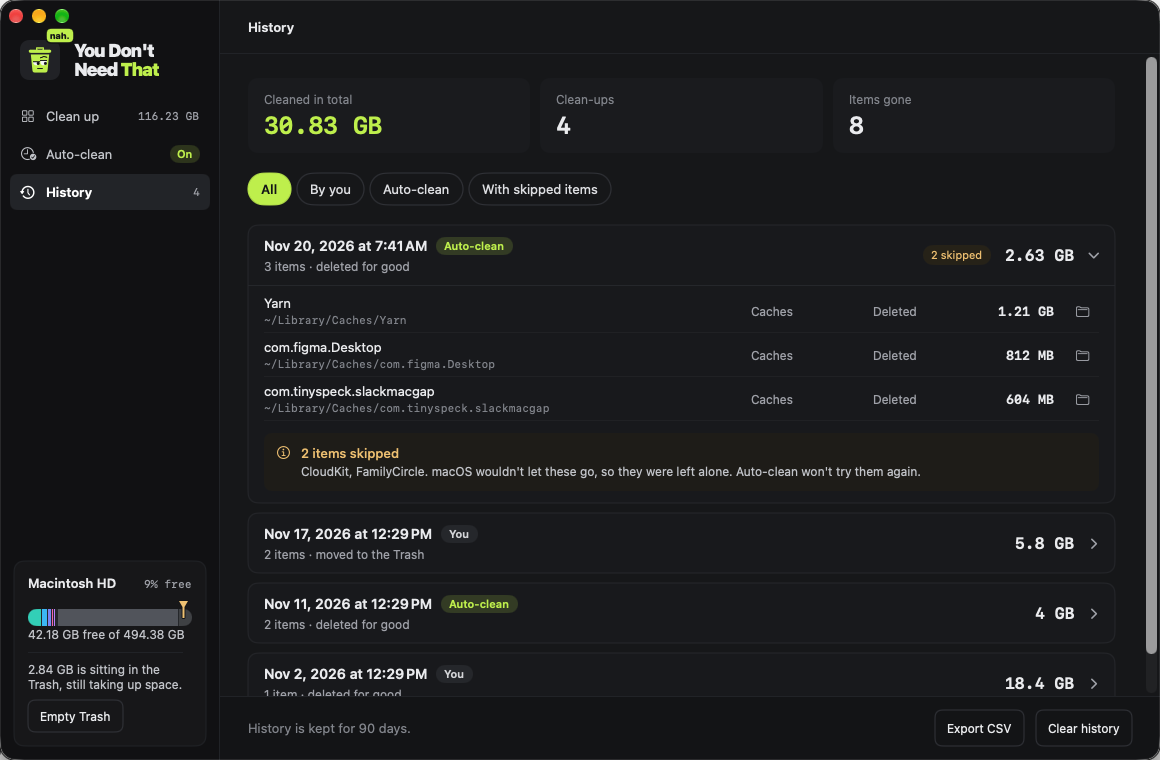 nah.
You Don't
Need That
Clean up 116.23 GB
Auto-clean On
History 4
Macintosh HD 9% free
42.18 GB free of 494.38 GB
2.84 GB is sitting in the
Trash, still taking up space.
Empty Trash
History
Cleaned in total
30.83 GB
Clean-ups
4
Items gone
8
All By you Auto-clean With skipped items
Nov 20, 2026 at 7:41 AM Auto-clean
3 items · deleted for good
2 skipped 2.63 GB
Yarn
~/Library/Caches/Yarn
Caches Deleted 1.21 GB
com.figma.Desktop
~/Library/Caches/com.figma.Desktop
Caches Deleted 812 MB
com.tinyspeck.slackmacgap
~/Library/Caches/com.tinyspeck.slackmacgap
Caches Deleted 604 MB
2 items skipped
CloudKit, FamilyCircle. macOS wouldn't let these go, so they were left alone. Auto-clean won't try them again.
Nov 17, 2026 at 12:29 PM You
2 items · moved to the Trash
5.8 GB
Nov 11, 2026 at 12:29 PM Auto-clean
2 items · deleted for good
4 GB
Nov 2, 2026 at 12:29 PM You
1 item · deleted for good
18.4 GB
History is kept for 90 days.
Export CSV Clear history